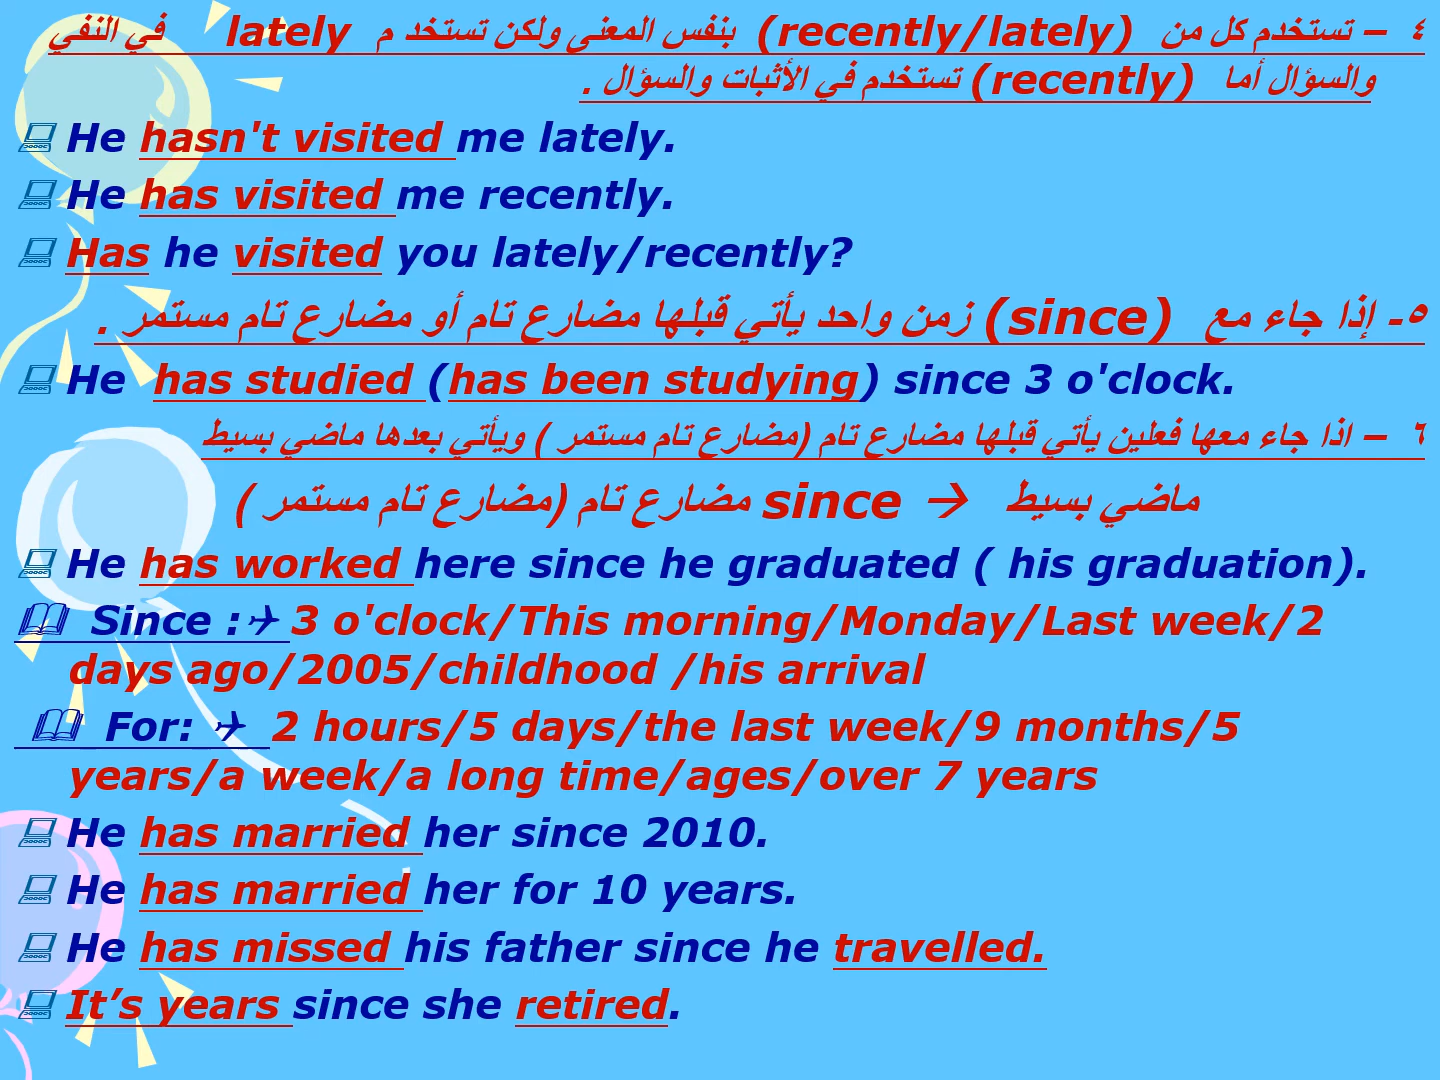 ٤ – تستخدم كل من (recently/lately) بنفس المعنى ولكن تستخد م lately في النفي
والسؤال أما (recently) تستخدم في الأثبات والسؤال .
He hasn't visited me lately.
He has visited me recently.
Has he visited you lately/recently?
٥- إذا جاء مع (since) زمن واحد يأتي قبلها مضارع تام أو مضارع تام مستمر .
He has studied (has been studying) since 3 o'clock.
٦ – اذا جاء معها فعلين يأتي قبلها مضارع تام (مضارع تام مستمر ) ويأتي بعدها ماضي بسيط
ماضي بسيط → since مضارع تام (مضارع تام مستمر )
He has worked here since he graduated ( his graduation).
Since :✈3 o'clock/This morning/Monday/Last week/2
days ago/2005/childhood /his arrival
For: ✈ 2 hours/5 days/the last week/9 months/5
years/a week/a long time/ages/over 7 years
He has married her since 2010.
He has married her for 10 years.
He has missed his father since he travelled.
It’s years since she retired.